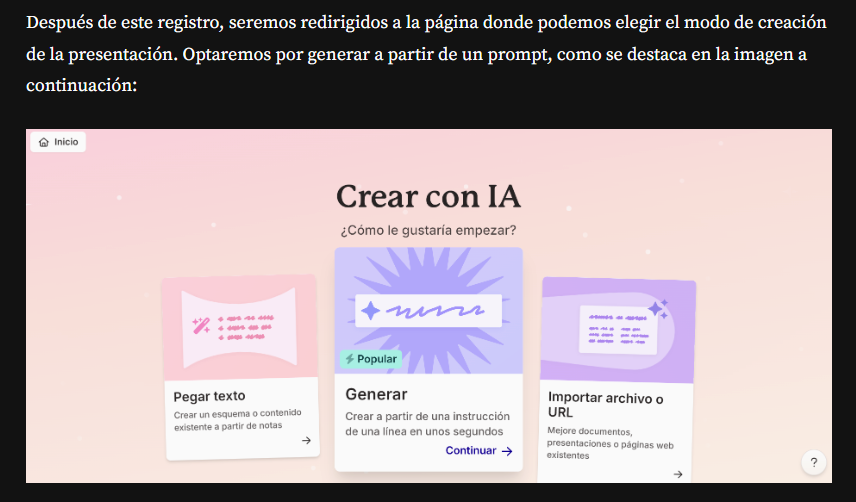 Después de este registro, seremos redirigidos a la página donde podemos elegir el modo de creación
de la presentación. Optaremos por generar a partir de un prompt, como se destaca en la imagen a
continuación:
Inicio
Crear con IA
¿Cómo le gustaría empezar?
Pegar texto
Crear un esquema o contenido
existente a partir de notas
Popular
Generar
Crear a partir de una instrucción
de una línea en unos segundos
Continuar
Importar archivo o
URL
Mejore documentos,
presentaciones o páginas web
existentes
?